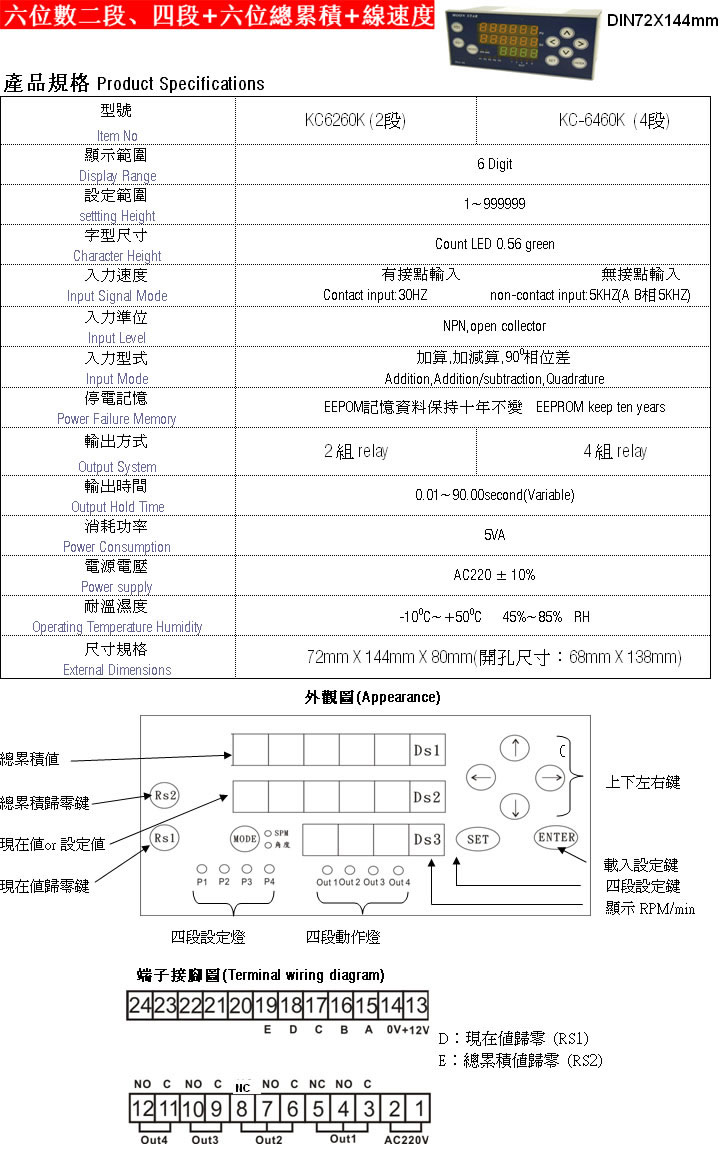 六位數二段、四段+六位總累積+線速度
DIN72X144mm
產品規格 Product Specifications
型號
Item No
KC6260K (2段)
KC-6460K (4段)
顯示範圍
Display Range
6 Digit
設定範圍
settting Height
1~999999
字型尺寸
Character Height
Count LED 0.56 green
入力速度
Input Signal Mode
有接點輸入 無接點輸入
Contact input:30HZ non-contact input:5KHZ(A B相5KHZ)
入力準位
Input Level
NPN,open collector
入力型式
Input Mode
加算,加減算,90⁰相位差
Addition,Addition/subtraction,Quadrature
停電記憶
Power Failure Memory
EEPOM記憶資料保持十年不變 EEPROM keep ten years
輸出方式
Output System
2 組 relay
4 組 relay
輸出時間
Output Hold Time
0.01~90.00second(Variable)
消耗功率
Power Consumption
5VA
電源電壓
Power supply
AC220 ± 10%
耐溫濕度
Operating Temperature Humidity
-10⁰C~+50⁰C 45%~85% RH
尺寸規格
External Dimensions
72mm X 144mm X 80mm(開孔尺寸：68mm X 138mm)
外觀圖(Appearance)
總累積值
總累積歸零鍵
現在值or 設定值
現在值歸零鍵
Ds1
Ds2
Ds3
Rs2
Rs1
MODE
SPM
角度
SET
ENTER
P1 P2 P3 P4
Out 1 Out 2 Out 3 Out 4
上下左右鍵
載入設定鍵
四段設定鍵
顯示 RPM/min
四段設定燈
四段動作燈
端子接腳圖(Terminal wiring diagram)
24 23 22 21 20 19 18 17 16 15 14 13
E D C B A 0V +12V
D：現在值歸零 (RS1)
E：總累積值歸零 (RS2)
NO C NO C NC NO C NC NO C
12 11 10 9 8 7 6 5 4 3 2 1
Out4 Out3 Out2 Out1 AC220V